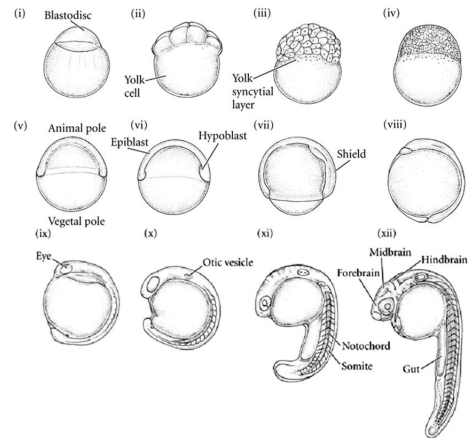 (i)
Blastodisc
(ii)
Yolk
cell
(iii)
Yolk
syncytial
layer
(iv)
(v)
Animal pole
Vegetal pole
(vi)
Epiblast
Hypoblast
(vii)
Shield
(viii)
(ix)
Eye
(x)
Otic vesicle
(xi)
Notochord
Somite
(xii)
Midbrain
Forebrain
Hindbrain
Gut